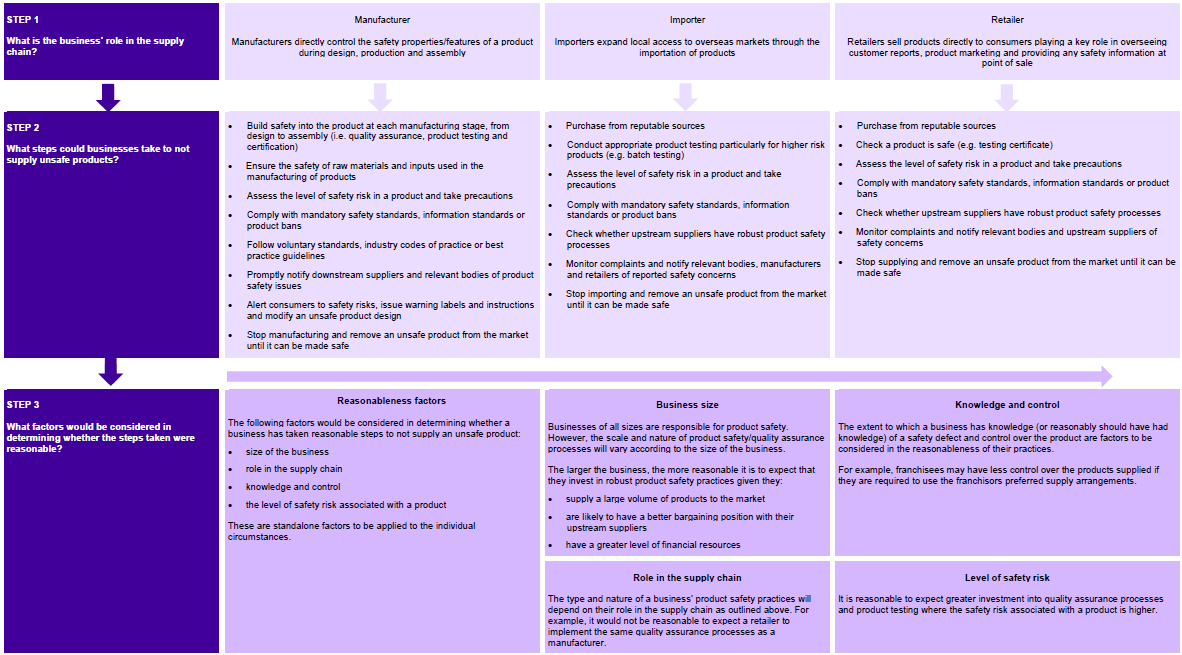 STEP 1
What is the business' role in the supply
chain?
Manufacturer
Manufacturers directly control the safety properties/features of a product
during design, production and assembly
Importer
Importers expand local access to overseas markets through the
importation of products
Retailer
Retailers sell products directly to consumers playing a key role in overseeing
customer reports, product marketing and providing any safety information at
point of sale
STEP 2
What steps could businesses take to not
supply unsafe products?
• Build safety into the product at each manufacturing stage, from
design to assembly (i.e. quality assurance, product testing and
certification)
• Ensure the safety of raw materials and inputs used in the
manufacturing of products
• Assess the level of safety risk in a product and take precautions
• Comply with mandatory safety standards, information standards or
product bans
• Follow voluntary standards, industry codes of practice or best
practice guidelines
• Promptly notify downstream suppliers and relevant bodies of product
safety issues
• Alert consumers to safety risks, issue warning labels and instructions
and modify an unsafe product design
• Stop manufacturing and remove an unsafe product from the market
until it can be made safe
• Purchase from reputable sources
• Conduct appropriate product testing particularly for higher risk
products (e.g. batch testing)
• Assess the level of safety risk in a product and take
precautions
• Comply with mandatory safety standards, information
standards or product bans
• Check whether upstream suppliers have robust product safety
processes
• Monitor complaints and notify relevant bodies, manufacturers
and retailers of reported safety concerns
• Stop importing and remove an unsafe product from the market
until it can be made safe
• Purchase from reputable sources
• Check a product is safe (e.g. testing certificate)
• Assess the level of safety risk in a product and take precautions
• Comply with mandatory safety standards, information standards or product
bans
• Check whether upstream suppliers have robust product safety processes
• Monitor complaints and notify relevant bodies and upstream suppliers of
safety concerns
• Stop supplying and remove an unsafe product from the market until it can be
made safe
STEP 3
What factors would be considered in
determining whether the steps taken were
reasonable?
Reasonableness factors
The following factors would be considered in determining whether a
business has taken reasonable steps to not supply an unsafe product:
• size of the business
• role in the supply chain
• knowledge and control
• the level of safety risk associated with a product
These are standalone factors to be applied to the individual
circumstances.
Business size
Businesses of all sizes are responsible for product safety.
However, the scale and nature of product safety/quality assurance
processes will vary according to the size of the business.
The larger the business, the more reasonable it is to expect that
they invest in robust product safety practices given they:
• supply a large volume of products to the market
• are likely to have a better bargaining position with their
upstream suppliers
• have a greater level of financial resources
Knowledge and control
The extent to which a business has knowledge (or reasonably should have had
knowledge) of a safety defect and control over the product are factors to be
considered in the reasonableness of their practices.
For example, franchisees may have less control over the products supplied if
they are required to use the franchisors preferred supply arrangements.
Role in the supply chain
The type and nature of a business' product safety practices will
depend on their role in the supply chain as outlined above. For
example, it would not be reasonable to expect a retailer to
implement the same quality assurance processes as a
manufacturer.
Level of safety risk
It is reasonable to expect greater investment into quality assurance processes
and product testing where the safety risk associated with a product is higher.